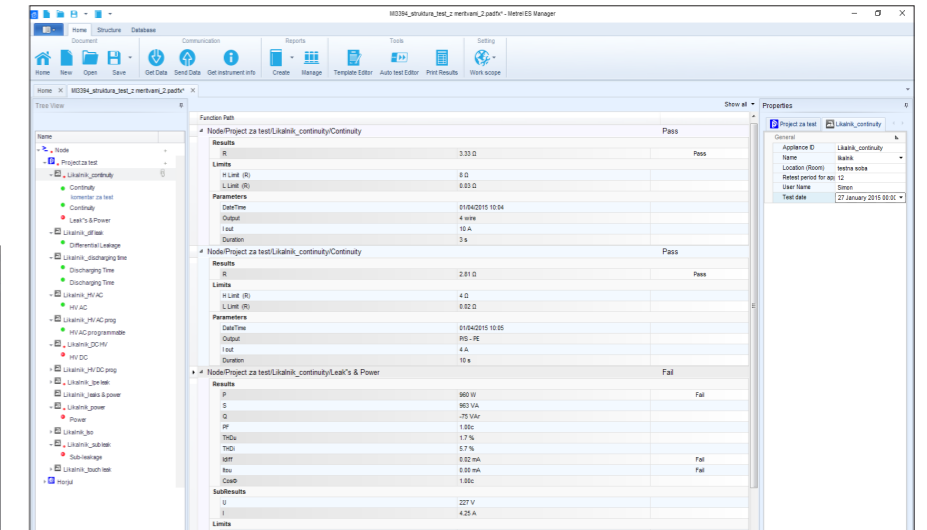 MI3394_struktura_test_z meritvami_2.padfx* - Metrel ES Manager
Home Structure Database
Document Communication Reports Tools Setting
Home New Open Save Get Data Send Data Get instrument info Create Manage Template Editor Auto test Editor Print Results Work scope
Home MI3394_struktura_test_z meritvami_2.padfx*
Tree View
Show all
Properties
Name
Node
Project za test
Likalnik_continuity
Continuity
komentar za test
Continuity
Leak''s & Power
Likalnik_dif leak
Differential Leakage
Likalnik_discharging time
Discharging Time
Discharging Time
Likalnik_HV AC
HV AC
Likalnik_HV AC prog
HV AC programmable
Likalnik_DC HV
HV DC
Likalnik_HV DC prog
Likalnik_Ipe leak
Likalnik_leaks & power
Likalnik_power
Power
Likalnik_Iso
Likalnik_sub leak
Sub-leakage
Likalnik_touch leak
Horjul
Function Path
Node/Project za test/Likalnik_continuity/Continuity Pass
Results
R 3.33 Ω Pass
Limits
H Limit (R) 8 Ω
L Limit (R) 0.03 Ω
Parameters
DateTime 01/04/2015 10:04
Output 4 wire
I out 10 A
Duration 3 s
Node/Project za test/Likalnik_continuity/Continuity Pass
Results
R 2.81 Ω Pass
Limits
H Limit (R) 4 Ω
L Limit (R) 0.02 Ω
Parameters
DateTime 01/04/2015 10:05
Output P/S - PE
I out 4 A
Duration 10 s
Node/Project za test/Likalnik_continuity/Leak''s & Power Fail
Results
P 960 W Fail
S 963 VA
Q -75 VAr
PF 1.00c
THDu 1.7 %
THDi 5.7 %
Idiff 0.02 mA Fail
Itou 0.00 mA Fail
CosΦ 1.00c
SubResults
U 227 V
I 4.25 A
Limits
Project za test Likalnik_continuity
General
Appliance ID Likalnik_continuity
Name likalnik
Location (Room) testna soba
Retest period for ap 12
User Name Simon
Test date 27 January 2015 00:0